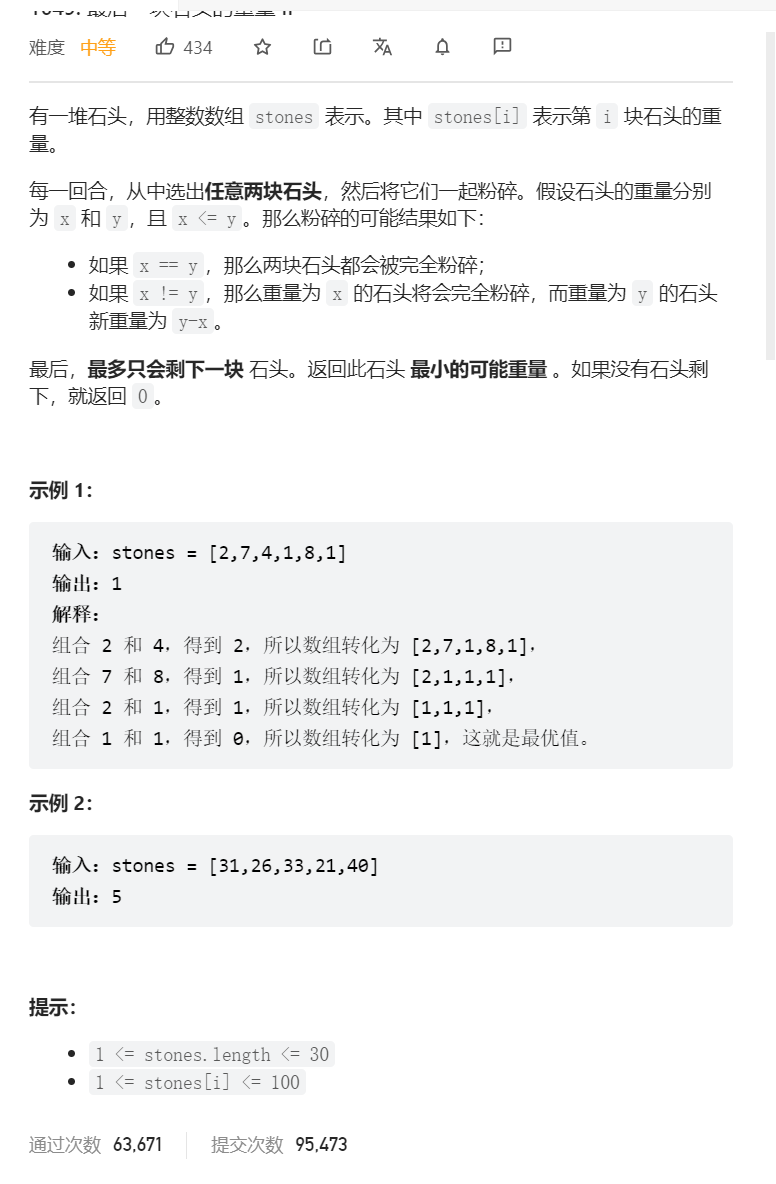 难度 中等 434
有一堆石头，用整数数组 stones 表示。其中 stones[i] 表示第 i 块石头的重
量。
每一回合，从中选出任意两块石头，然后将它们一起粉碎。假设石头的重量分别
为 x 和 y，且 x <= y。那么粉碎的可能结果如下：
如果 x == y，那么两块石头都会被完全粉碎；
如果 x != y，那么重量为 x 的石头将会完全粉碎，而重量为 y 的石头
新重量为 y-x。
最后，最多只会剩下一块 石头。返回此石头 最小的可能重量 。如果没有石头剩
下，就返回 0。
示例 1：
输入：stones = [2,7,4,1,8,1]
输出：1
解释：
组合 2 和 4，得到 2，所以数组转化为 [2,7,1,8,1]，
组合 7 和 8，得到 1，所以数组转化为 [2,1,1,1]，
组合 2 和 1，得到 1，所以数组转化为 [1,1,1]，
组合 1 和 1，得到 0，所以数组转化为 [1]，这就是最优值。
示例 2：
输入：stones = [31,26,33,21,40]
输出：5
提示：
1 <= stones.length <= 30
1 <= stones[i] <= 100
通过次数 63,671 提交次数 95,473